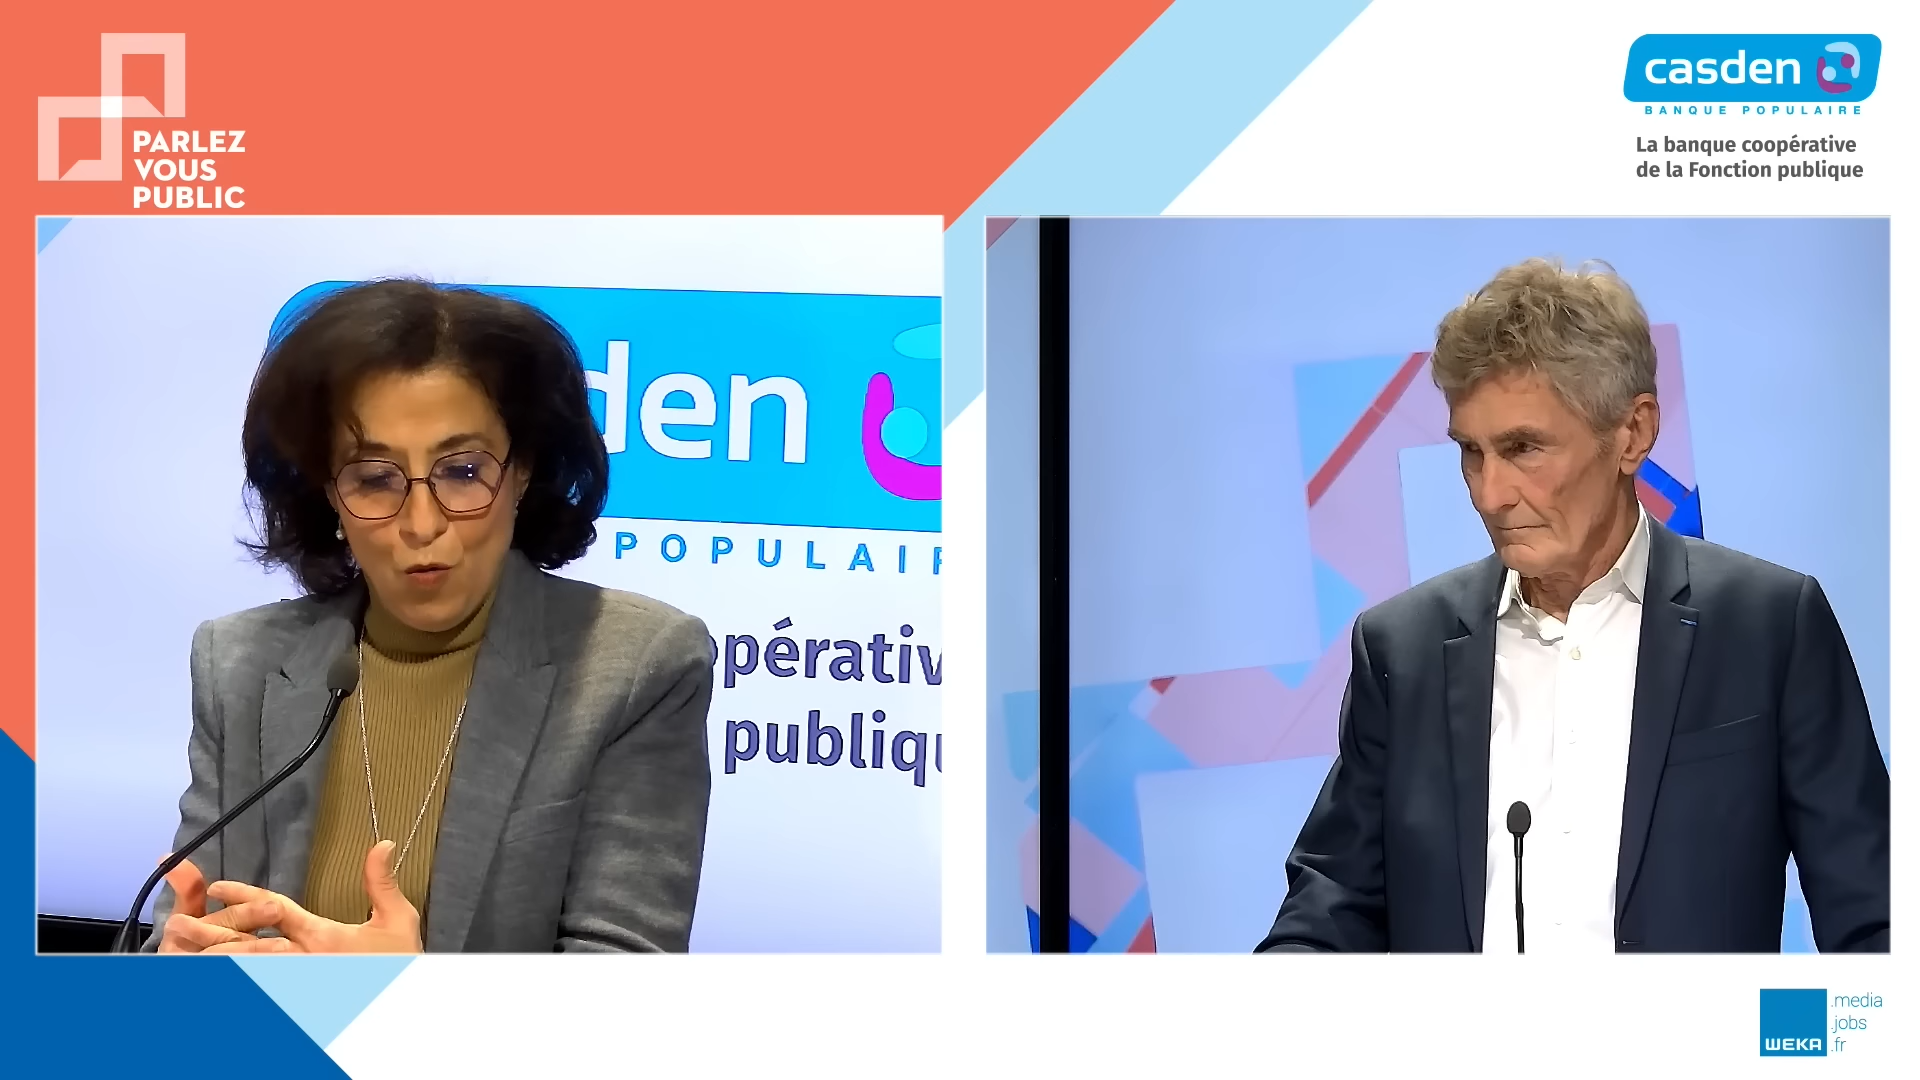 PARLEZ
VOUS
PUBLIC
casden
BANQUE POPULAIRE
La banque coopérative
de la Fonction publique
den
POPULAIR
opérativ
publiqu
WEKA
.media
.jobs
.fr